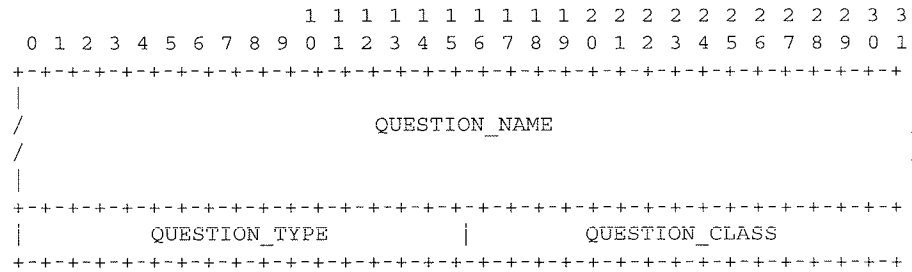 1 1 1 1 1 1 1 1 1 1 2 2 2 2 2 2 2 2 2 2 3 3
0 1 2 3 4 5 6 7 8 9 0 1 2 3 4 5 6 7 8 9 0 1 2 3 4 5 6 7 8 9 0 1
+-+-+-+-+-+-+-+-+-+-+-+-+-+-+-+-+-+-+-+-+-+-+-+-+-+-+-+-+-+-+-+
|
/ QUESTION_NAME
/
|
+-+-+-+-+-+-+-+-+-+-+-+-+-+-+-+-+-+-+-+-+-+-+-+-+-+-+-+-+-+-+-+
| QUESTION_TYPE | QUESTION_CLASS
+-+-+-+-+-+-+-+-+-+-+-+-+-+-+-+-+-+-+-+-+-+-+-+-+-+-+-+-+-+-+-+